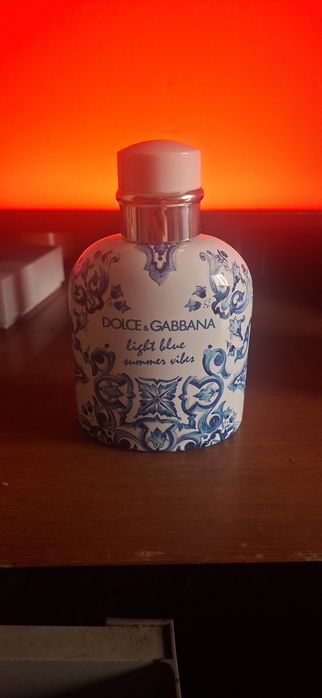 DOLCE & GABBANA
light blue
summer vibes